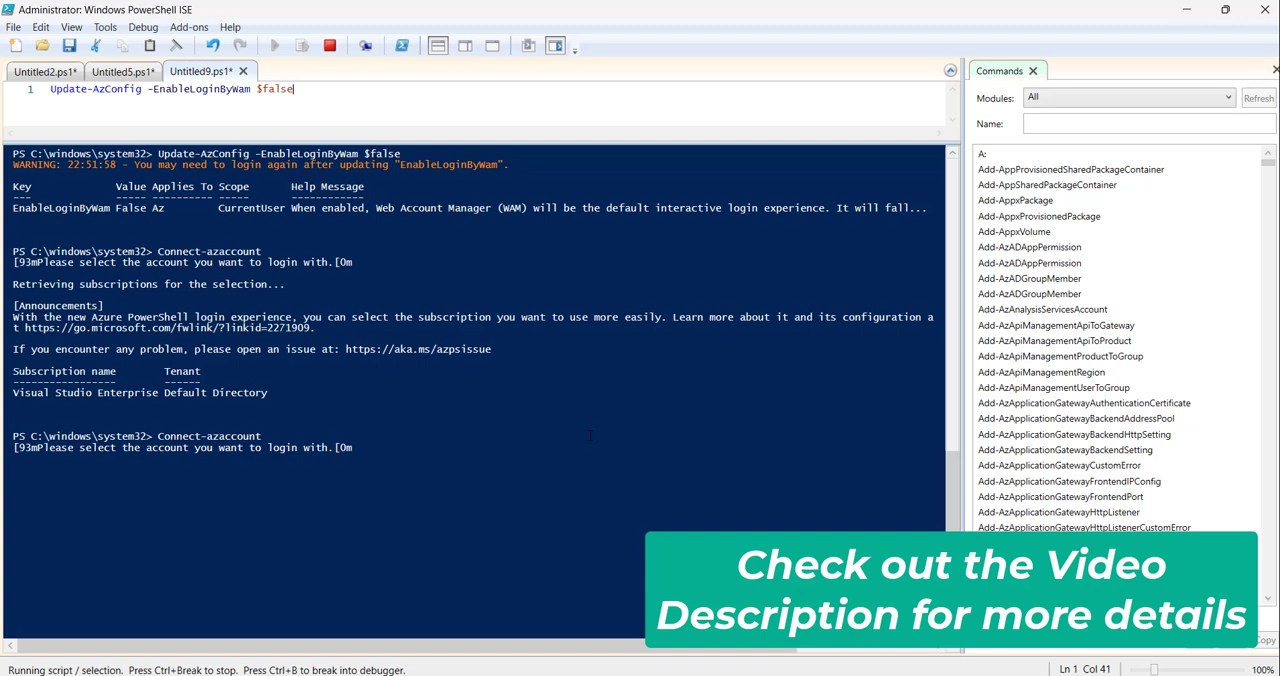 Administrator: Windows PowerShell ISE
File Edit View Tools Debug Add-ons Help
Untitled2.ps1* Untitled5.ps1* Untitled9.ps1* X
1 Update-AzConfig -EnableLoginByWam $false
PS C:\windows\system32> Update-AzConfig -EnableLoginByWam $false
WARNING: 22:51:58 - You may need to login again after updating "EnableLoginByWam".
Key Value Applies To Scope Help Message
--- ----- ---------- ----- ------------
EnableLoginByWam False Az CurrentUser When enabled, Web Account Manager (WAM) will be the default interactive login experience. It will fall...
PS C:\windows\system32> Connect-azaccount
[93mPlease select the account you want to login with.[0m
Retrieving subscriptions for the selection...
[Announcements]
With the new Azure PowerShell login experience, you can select the subscription you want to use more easily. Learn more about it and its configuration a
t https://go.microsoft.com/fwlink/?linkid=2271909.
If you encounter any problem, please open an issue at: https://aka.ms/azpsissue
Subscription name Tenant
----------------- ------
Visual Studio Enterprise Default Directory
PS C:\windows\system32> Connect-azaccount
[93mPlease select the account you want to login with.[0m
Commands X
Modules: All Refresh
Name:
A:
Add-AppProvisionedSharedPackageContainer
Add-AppSharedPackageContainer
Add-AppxPackage
Add-AppxProvisionedPackage
Add-AppxVolume
Add-AzADAppPermission
Add-AzADAppPermission
Add-AzADGroupMember
Add-AzADGroupMember
Add-AzAnalysisServicesAccount
Add-AzApiManagementApiToGateway
Add-AzApiManagementApiToProduct
Add-AzApiManagementProductToGroup
Add-AzApiManagementRegion
Add-AzApiManagementUserToGroup
Add-AzApplicationGatewayAuthenticationCertificate
Add-AzApplicationGatewayBackendAddressPool
Add-AzApplicationGatewayBackendHttpSetting
Add-AzApplicationGatewayBackendSetting
Add-AzApplicationGatewayCustomError
Add-AzApplicationGatewayFrontendIPConfig
Add-AzApplicationGatewayFrontendPort
Add-AzApplicationGatewayHttpListener
Add-AzApplicationGatewayHttpListenerCustomError
Check out the Video
Description for more details
Copy
Running script / selection. Press Ctrl+Break to stop. Press Ctrl+B to break into debugger.
Ln 1 Col 41 100%